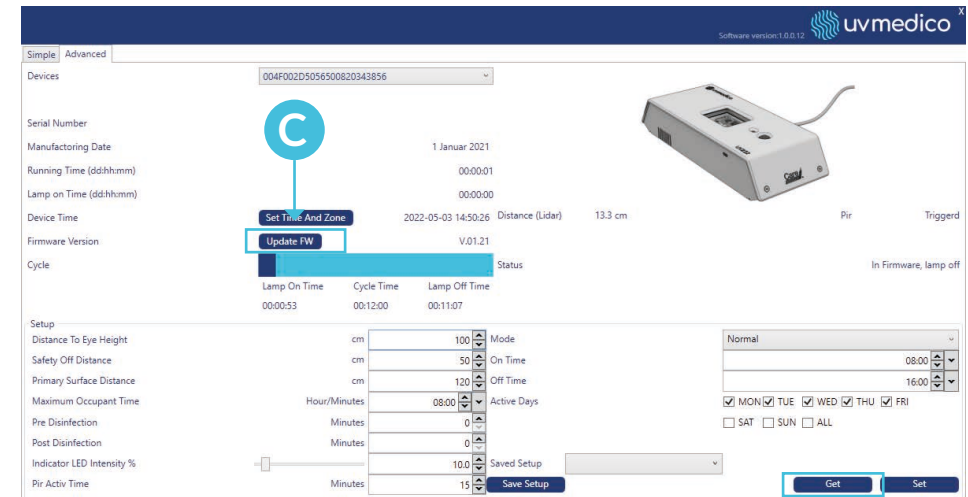 X
Software version:1.0.0.12 uvmedico
Simple Advanced
Devices 004F002D5056500820343856
C
Serial Number
Manufactoring Date 1 Januar 2021
Running Time (dd:hh:mm) 00:00:01
Lamp on Time (dd:hh:mm) 00:00:00
Device Time Set Time And Zone 2022-05-03 14:50:26 Distance (Lidar) 13.3 cm Pir Triggerd
Firmware Version Update FW V.01.21
Cycle Status In Firmware, lamp off
Lamp On Time Cycle Time Lamp Off Time
00:00:53 00:12:00 00:11:07
Setup
Distance To Eye Height cm 100 Mode Normal
Safety Off Distance cm 50 On Time 08:00
Primary Surface Distance cm 120 Off Time 16:00
Maximum Occupant Time Hour/Minutes 08:00 Active Days MON TUE WED THU FRI
Pre Disinfection Minutes 0 SAT SUN ALL
Post Disinfection Minutes 0
Indicator LED Intensity % 10.0 Saved Setup
Pir Activ Time Minutes 15 Save Setup Get Set